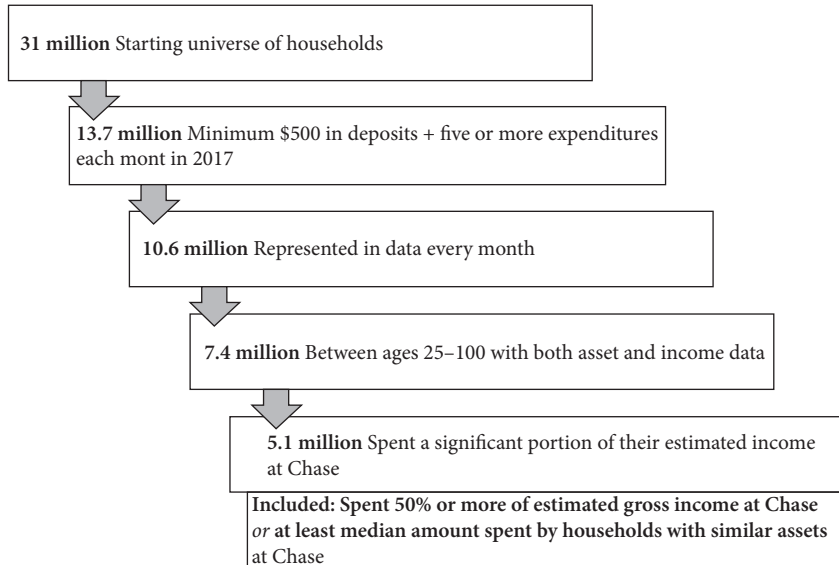 31 million Starting universe of households
13.7 million Minimum $500 in deposits + five or more expenditures
each mont in 2017
10.6 million Represented in data every month
7.4 million Between ages 25–100 with both asset and income data
5.1 million Spent a significant portion of their estimated income
at Chase
Included: Spent 50% or more of estimated gross income at Chase
or at least median amount spent by households with similar assets
at Chase